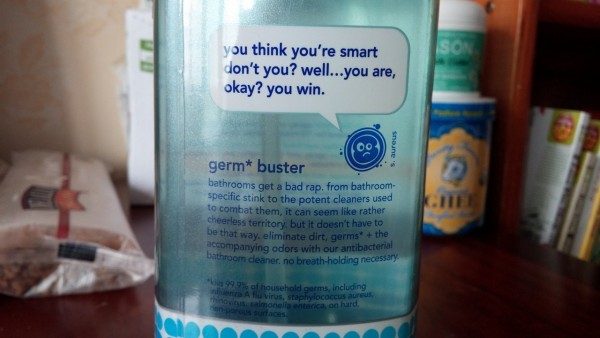 you think you're smart
don't you? well...you are,
okay? you win.
s. aureus
germ* buster
bathrooms get a bad rap. from bathroom-
specific stink to the potent cleaners used
to combat them, it can seem like rather
cheerless territory, but it doesn't have to
be that way. eliminate dirt, germs* + the
accompanying odors with our antibacterial
bathroom cleaner. no breath-holding necessary.
*kills 99.9% of household germs, including
influenza A flu virus, staphylococcus aureus,
rhinovirus, salmonella enterica, on hard,
nonporous surfaces.
SON
GHEE